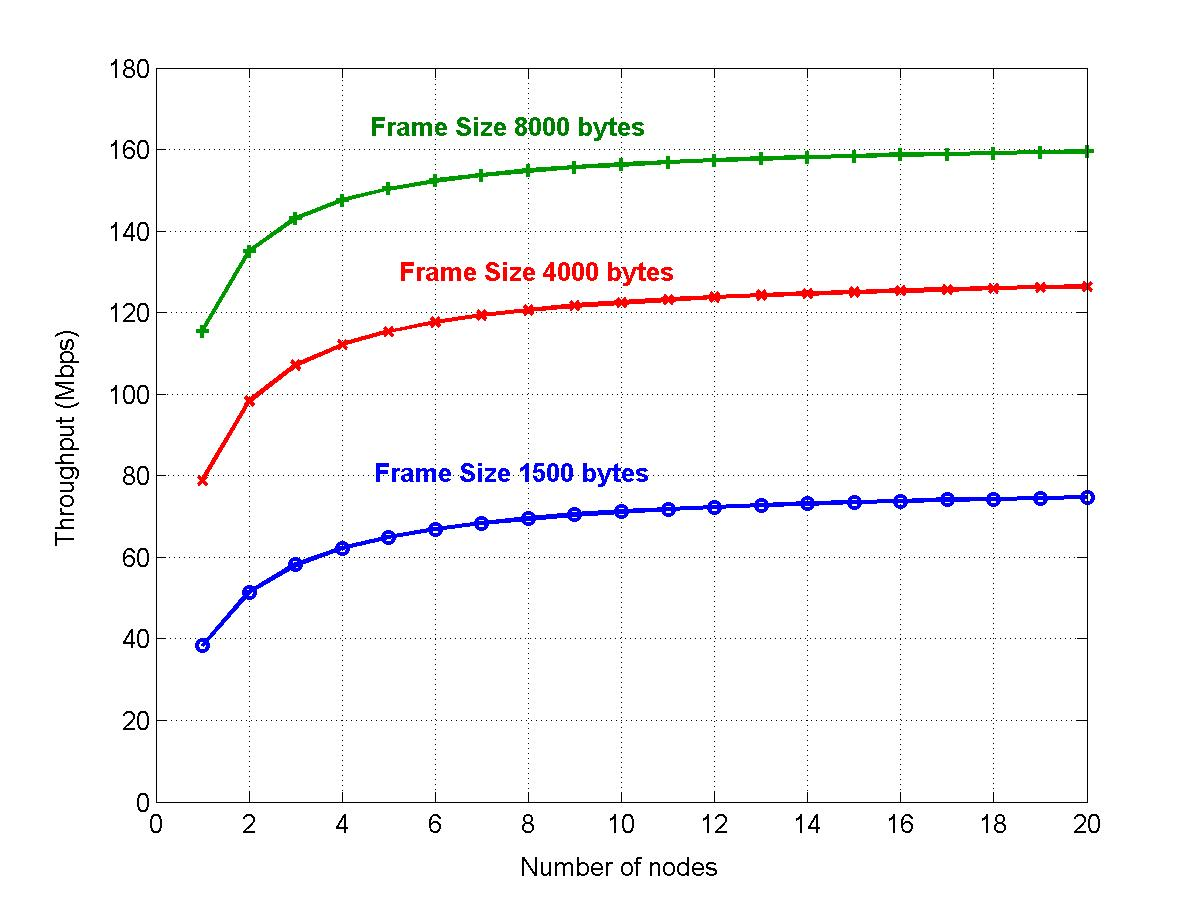 180
Frame Size 8000 bytes
160
140
Frame Size 4000 bytes
120
100
Throughput (Mbps)
Frame Size 1500 bytes
80
60
40
20
0
0 2 4 6 8 10 12 14 16 18 20
Number of nodes